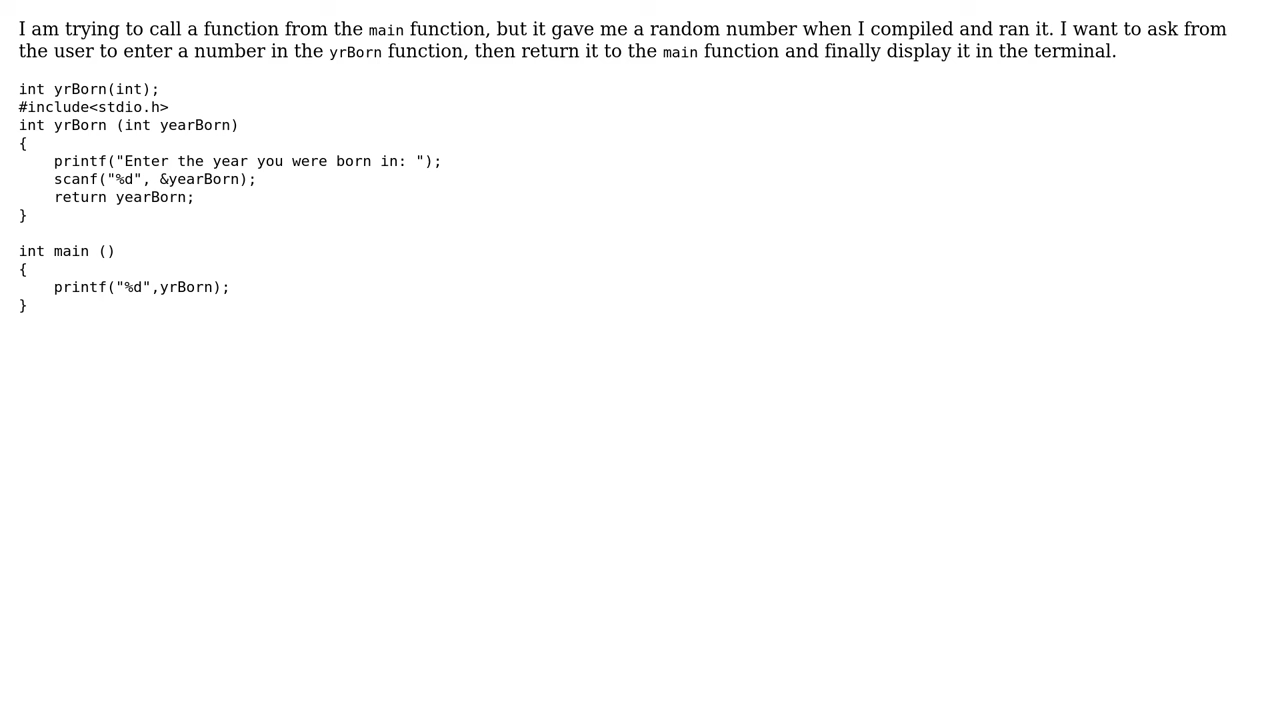 I am trying to call a function from the main function, but it gave me a random number when I compiled and ran it. I want to ask from
the user to enter a number in the yrBorn function, then return it to the main function and finally display it in the terminal.
int yrBorn(int);
#include<stdio.h>
int yrBorn (int yearBorn)
{
    printf("Enter the year you were born in: ");
    scanf("%d", &yearBorn);
    return yearBorn;
}
int main ()
{
    printf("%d",yrBorn);
}